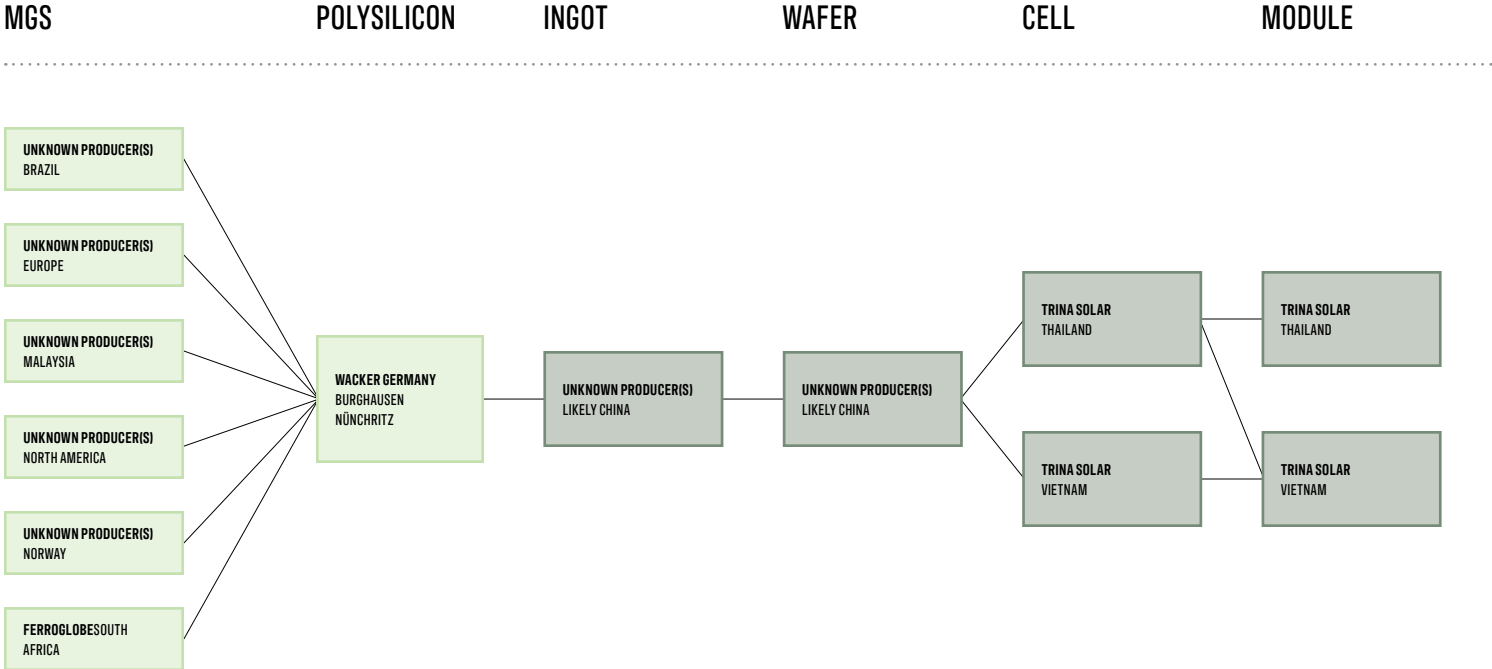 MGS
POLYSILICON
INGOT
WAFER
CELL
MODULE
UNKNOWN PRODUCER(S)
BRAZIL
UNKNOWN PRODUCER(S)
EUROPE
UNKNOWN PRODUCER(S)
MALAYSIA
UNKNOWN PRODUCER(S)
NORTH AMERICA
UNKNOWN PRODUCER(S)
NORWAY
FERROGLOBESOUTH
AFRICA
WACKER GERMANY
BURGHAUSEN
NÜNCHRITZ
UNKNOWN PRODUCER(S)
LIKELY CHINA
UNKNOWN PRODUCER(S)
LIKELY CHINA
TRINA SOLAR
THAILAND
TRINA SOLAR
VIETNAM
TRINA SOLAR
THAILAND
TRINA SOLAR
VIETNAM